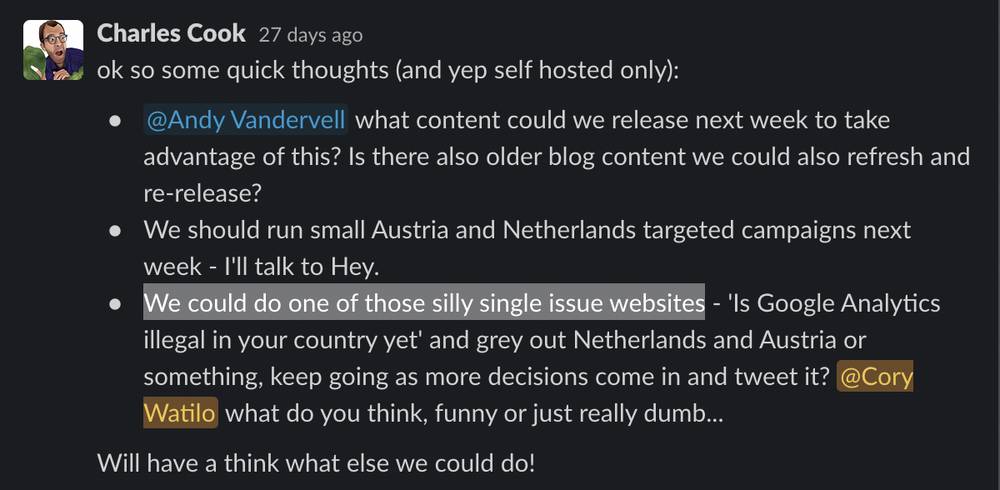 Charles Cook 27 days ago
ok so some quick thoughts (and yep self hosted only):
● @Andy Vandervell what content could we release next week to take
advantage of this? Is there also older blog content we could also refresh and
re-release?
● We should run small Austria and Netherlands targeted campaigns next
week - I'll talk to Hey.
● We could do one of those silly single issue websites - 'Is Google Analytics
illegal in your country yet' and grey out Netherlands and Austria or
something, keep going as more decisions come in and tweet it? @Cory
Watilo what do you think, funny or just really dumb...
Will have a think what else we could do!